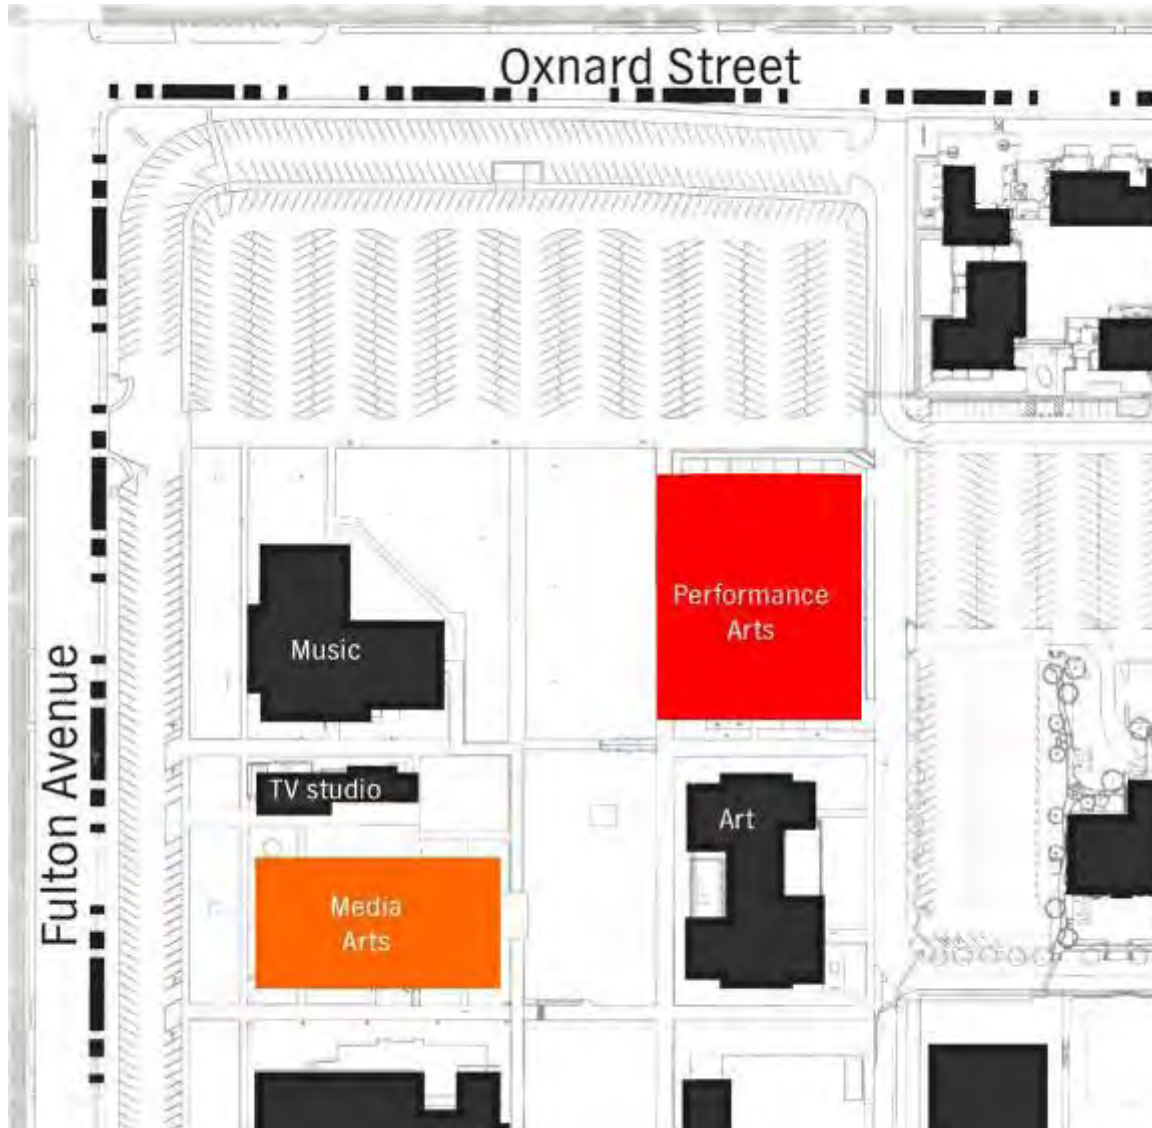 Oxnard Street
Performance
Arts
Music
Fulton Avenue
TV studio
Art
Media
Arts